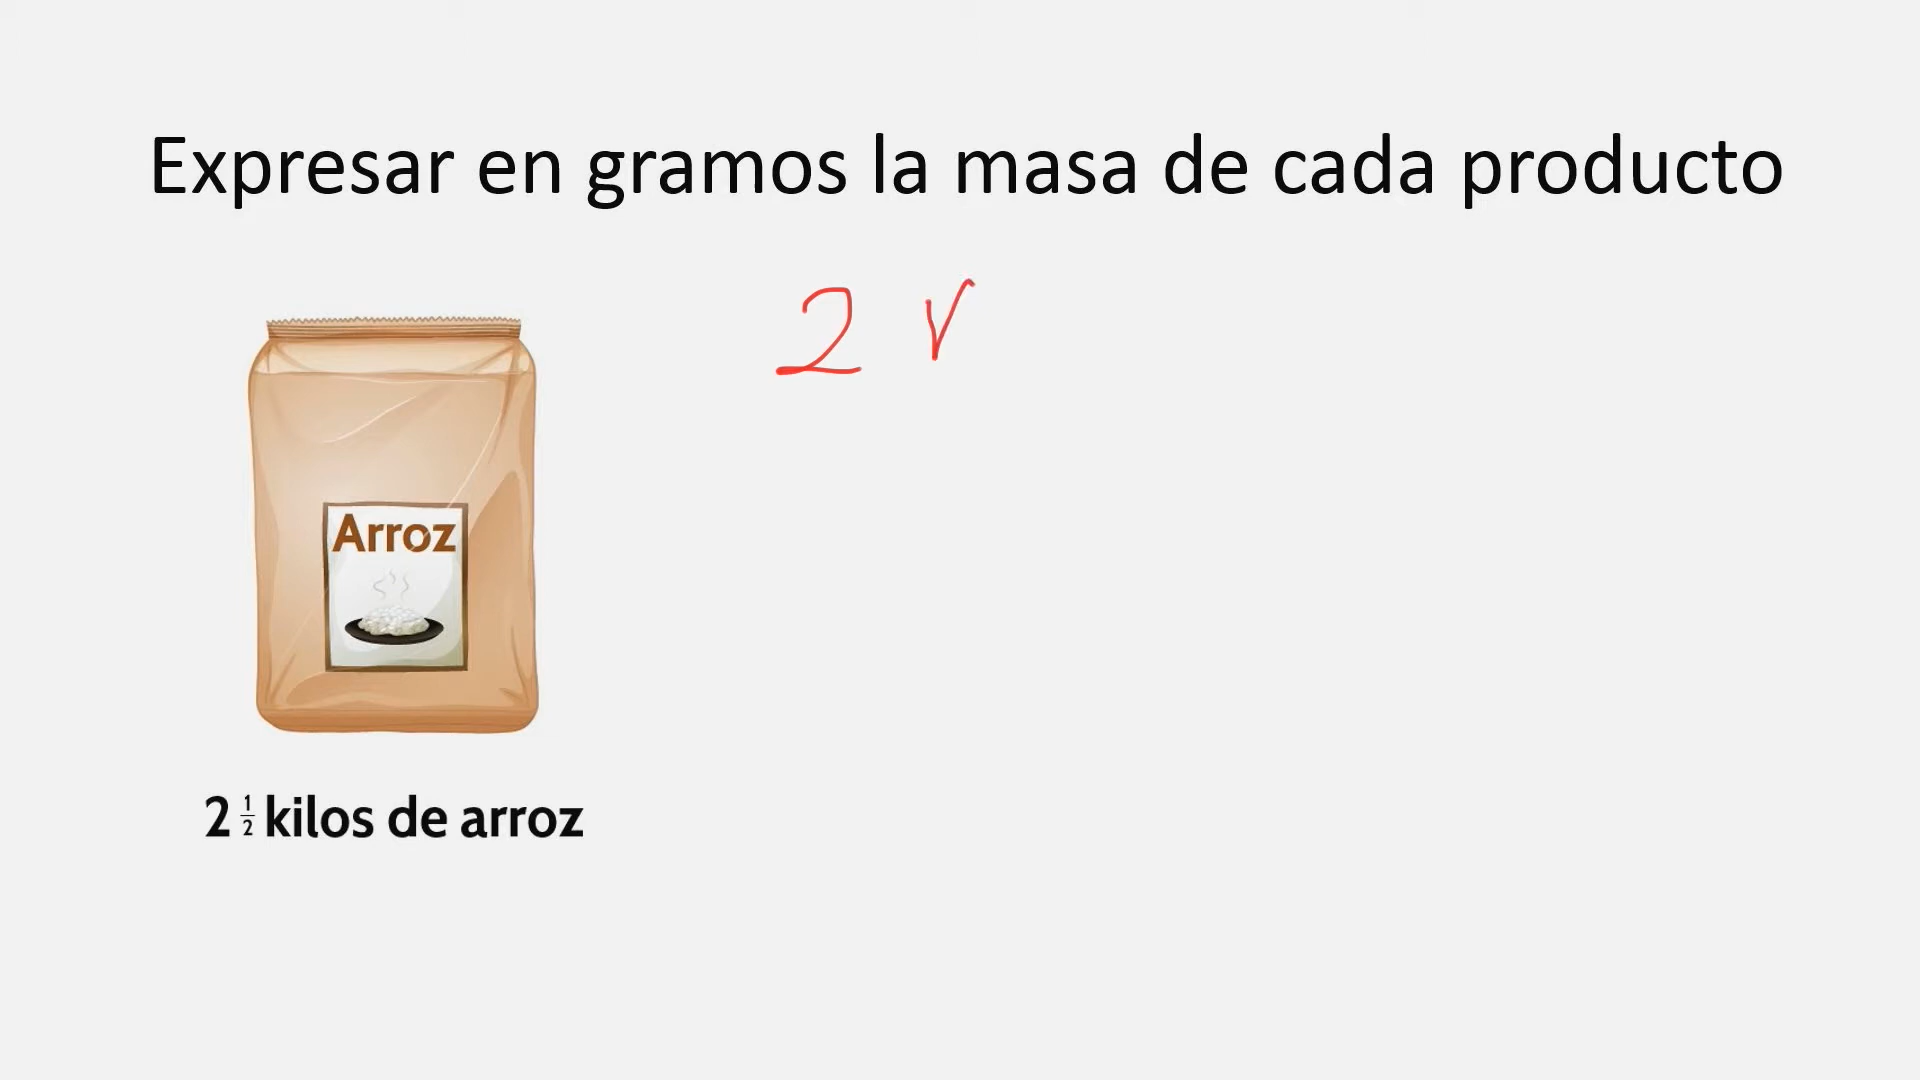 Expresar en gramos la masa de cada producto
2
Arroz
2 1/2 kilos de arroz